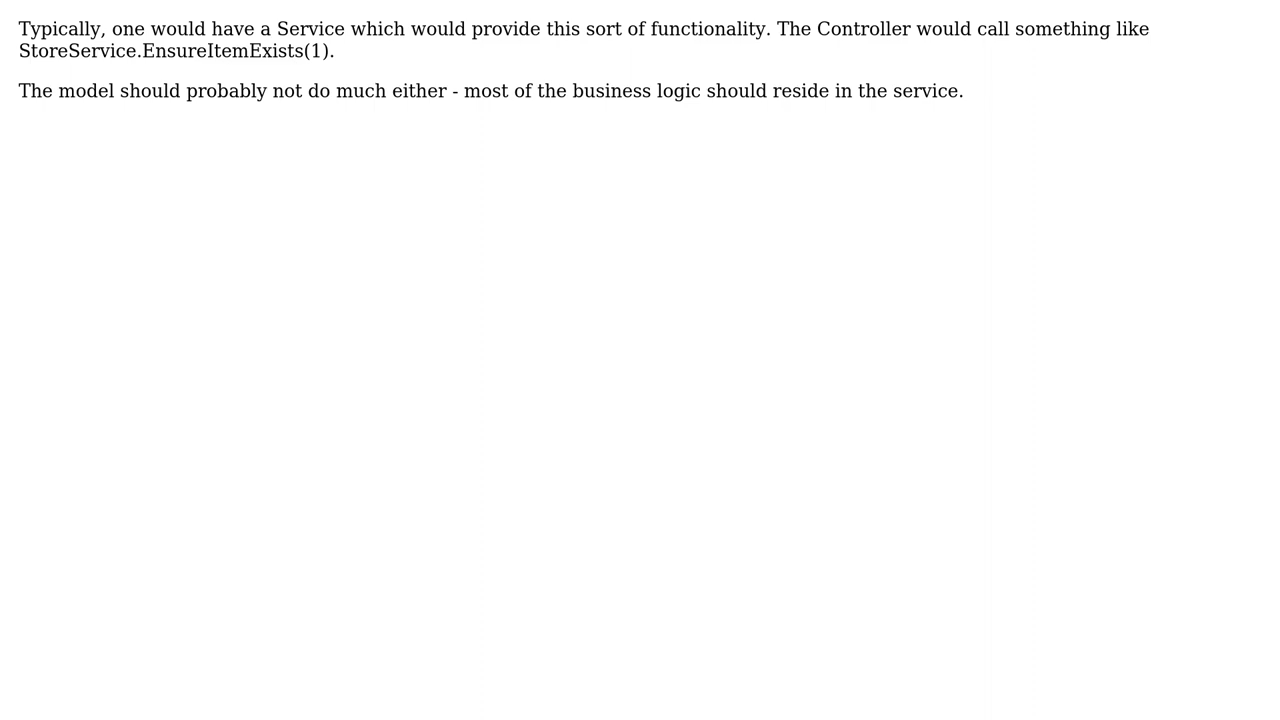 Typically, one would have a Service which would provide this sort of functionality. The Controller would call something like
StoreService.EnsureItemExists(1).
The model should probably not do much either - most of the business logic should reside in the service.